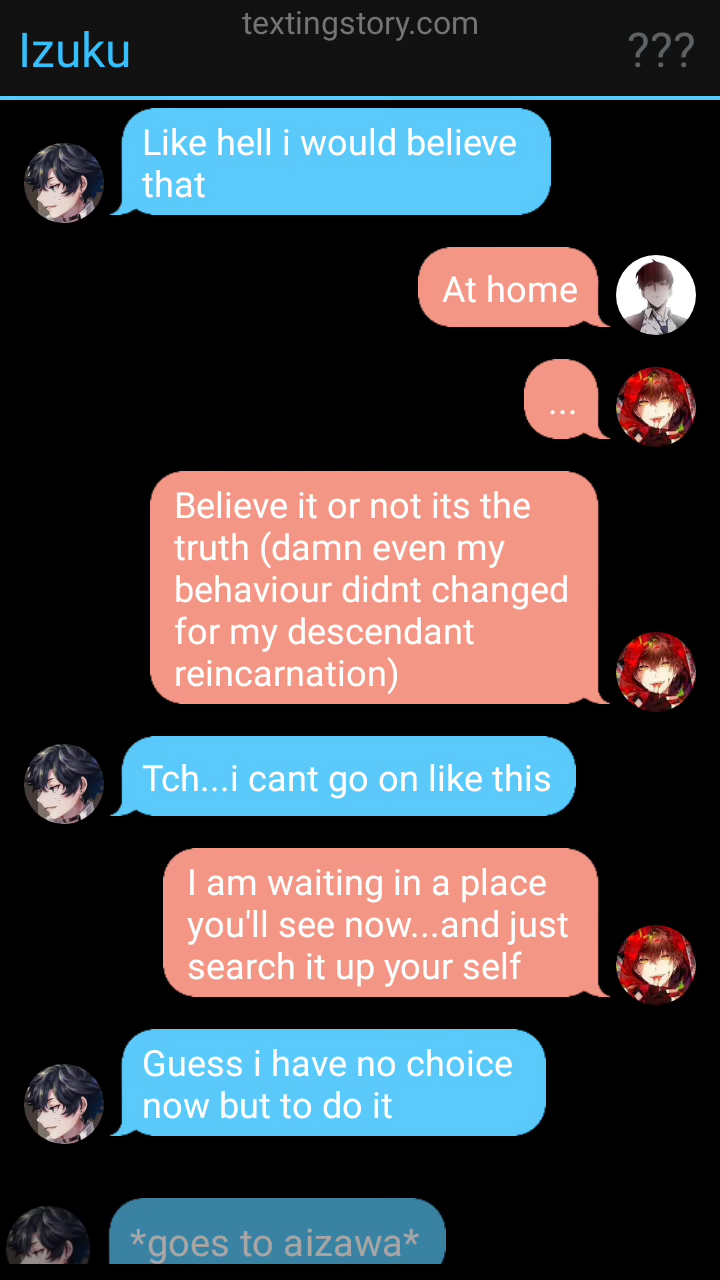 textingstory.com
Izuku
???
Like hell i would believe
that
At home
...
Believe it or not its the
truth (damn even my
behaviour didnt changed
for my descendant
reincarnation)
Tch...i cant go on like this
I am waiting in a place
you'll see now...and just
search it up your self
Guess i have no choice
now but to do it
*goes to aizawa*